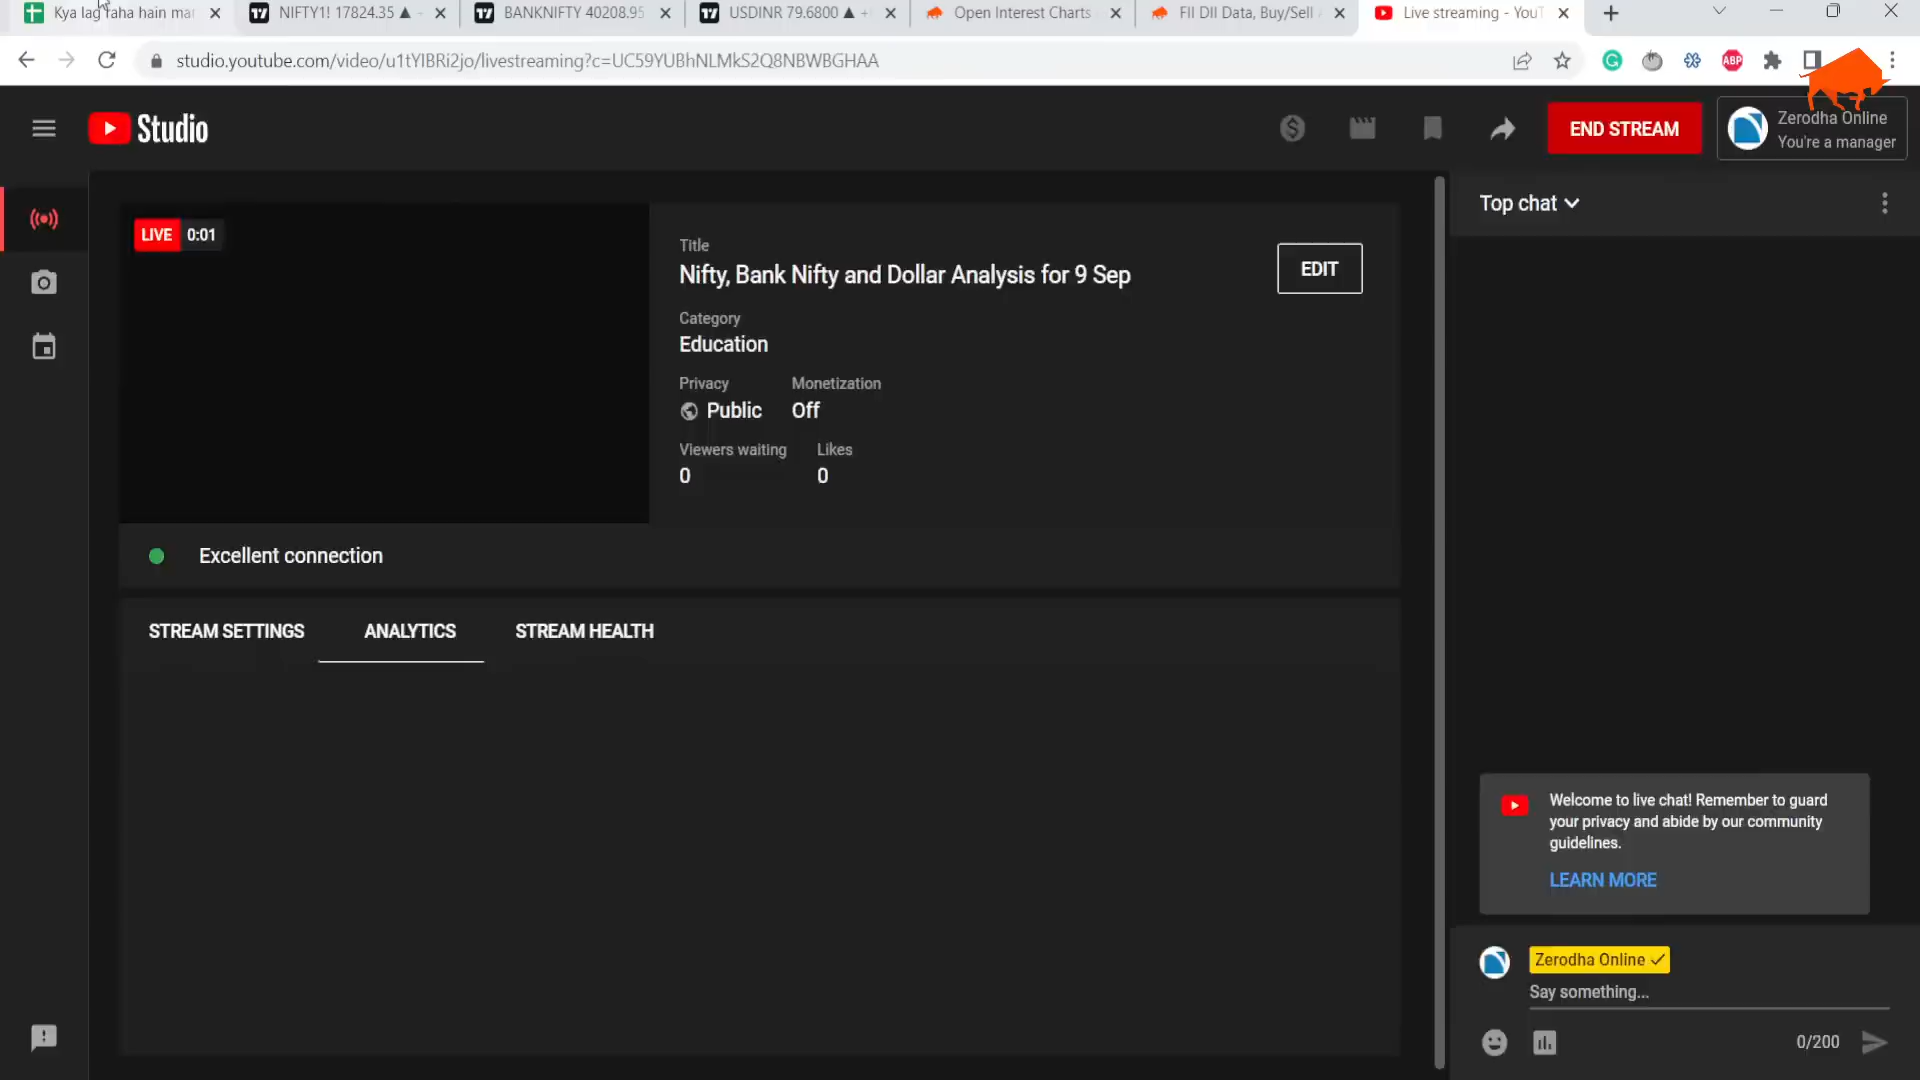 Kya lag raha hain mar
NIFTY1! 17824.35 ▲
BANKNIFTY 40208.95
USDINR 79.6800 ▲ +
Open Interest Charts
FII DII Data, Buy/Sell
Live streaming - YouT
studio.youtube.com/video/u1tYIBRi2jo/livestreaming?c=UC59YUBhNLMkS2Q8NBWBGHAA
ABP
Studio
END STREAM
Zerodha Online
You're a manager
LIVE 0:01
Title
Nifty, Bank Nifty and Dollar Analysis for 9 Sep
EDIT
Category
Education
Privacy Monetization
Public Off
Viewers waiting Likes
0 0
Excellent connection
STREAM SETTINGS ANALYTICS STREAM HEALTH
Top chat
Welcome to live chat! Remember to guard
your privacy and abide by our community
guidelines.
LEARN MORE
Zerodha Online
Say something...
0/200